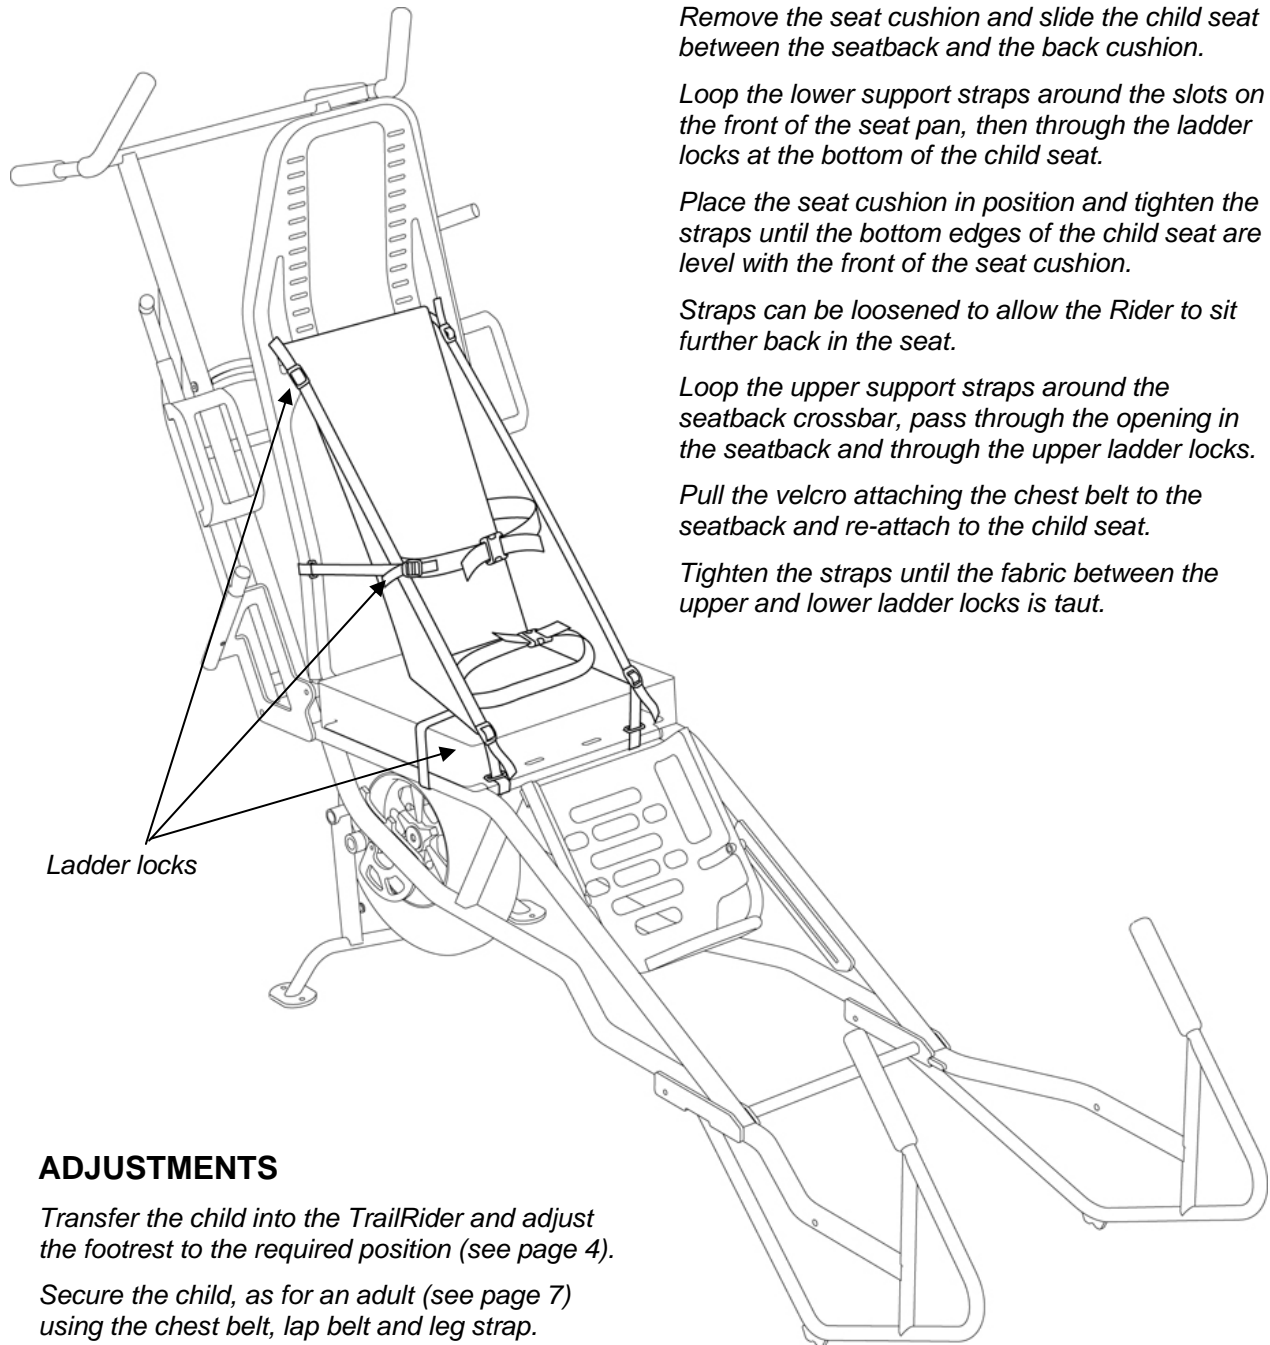 Remove the seat cushion and slide the child seat
between the seatback and the back cushion.
Loop the lower support straps around the slots on
the front of the seat pan, then through the ladder
locks at the bottom of the child seat.
Place the seat cushion in position and tighten the
straps until the bottom edges of the child seat are
level with the front of the seat cushion.
Straps can be loosened to allow the Rider to sit
further back in the seat.
Loop the upper support straps around the
seatback crossbar, pass through the opening in
the seatback and through the upper ladder locks.
Pull the velcro attaching the chest belt to the
seatback and re-attach to the child seat.
Tighten the straps until the fabric between the
upper and lower ladder locks is taut.
Ladder locks
ADJUSTMENTS
Transfer the child into the TrailRider and adjust
the footrest to the required position (see page 4).
Secure the child, as for an adult (see page 7)
using the chest belt, lap belt and leg strap.